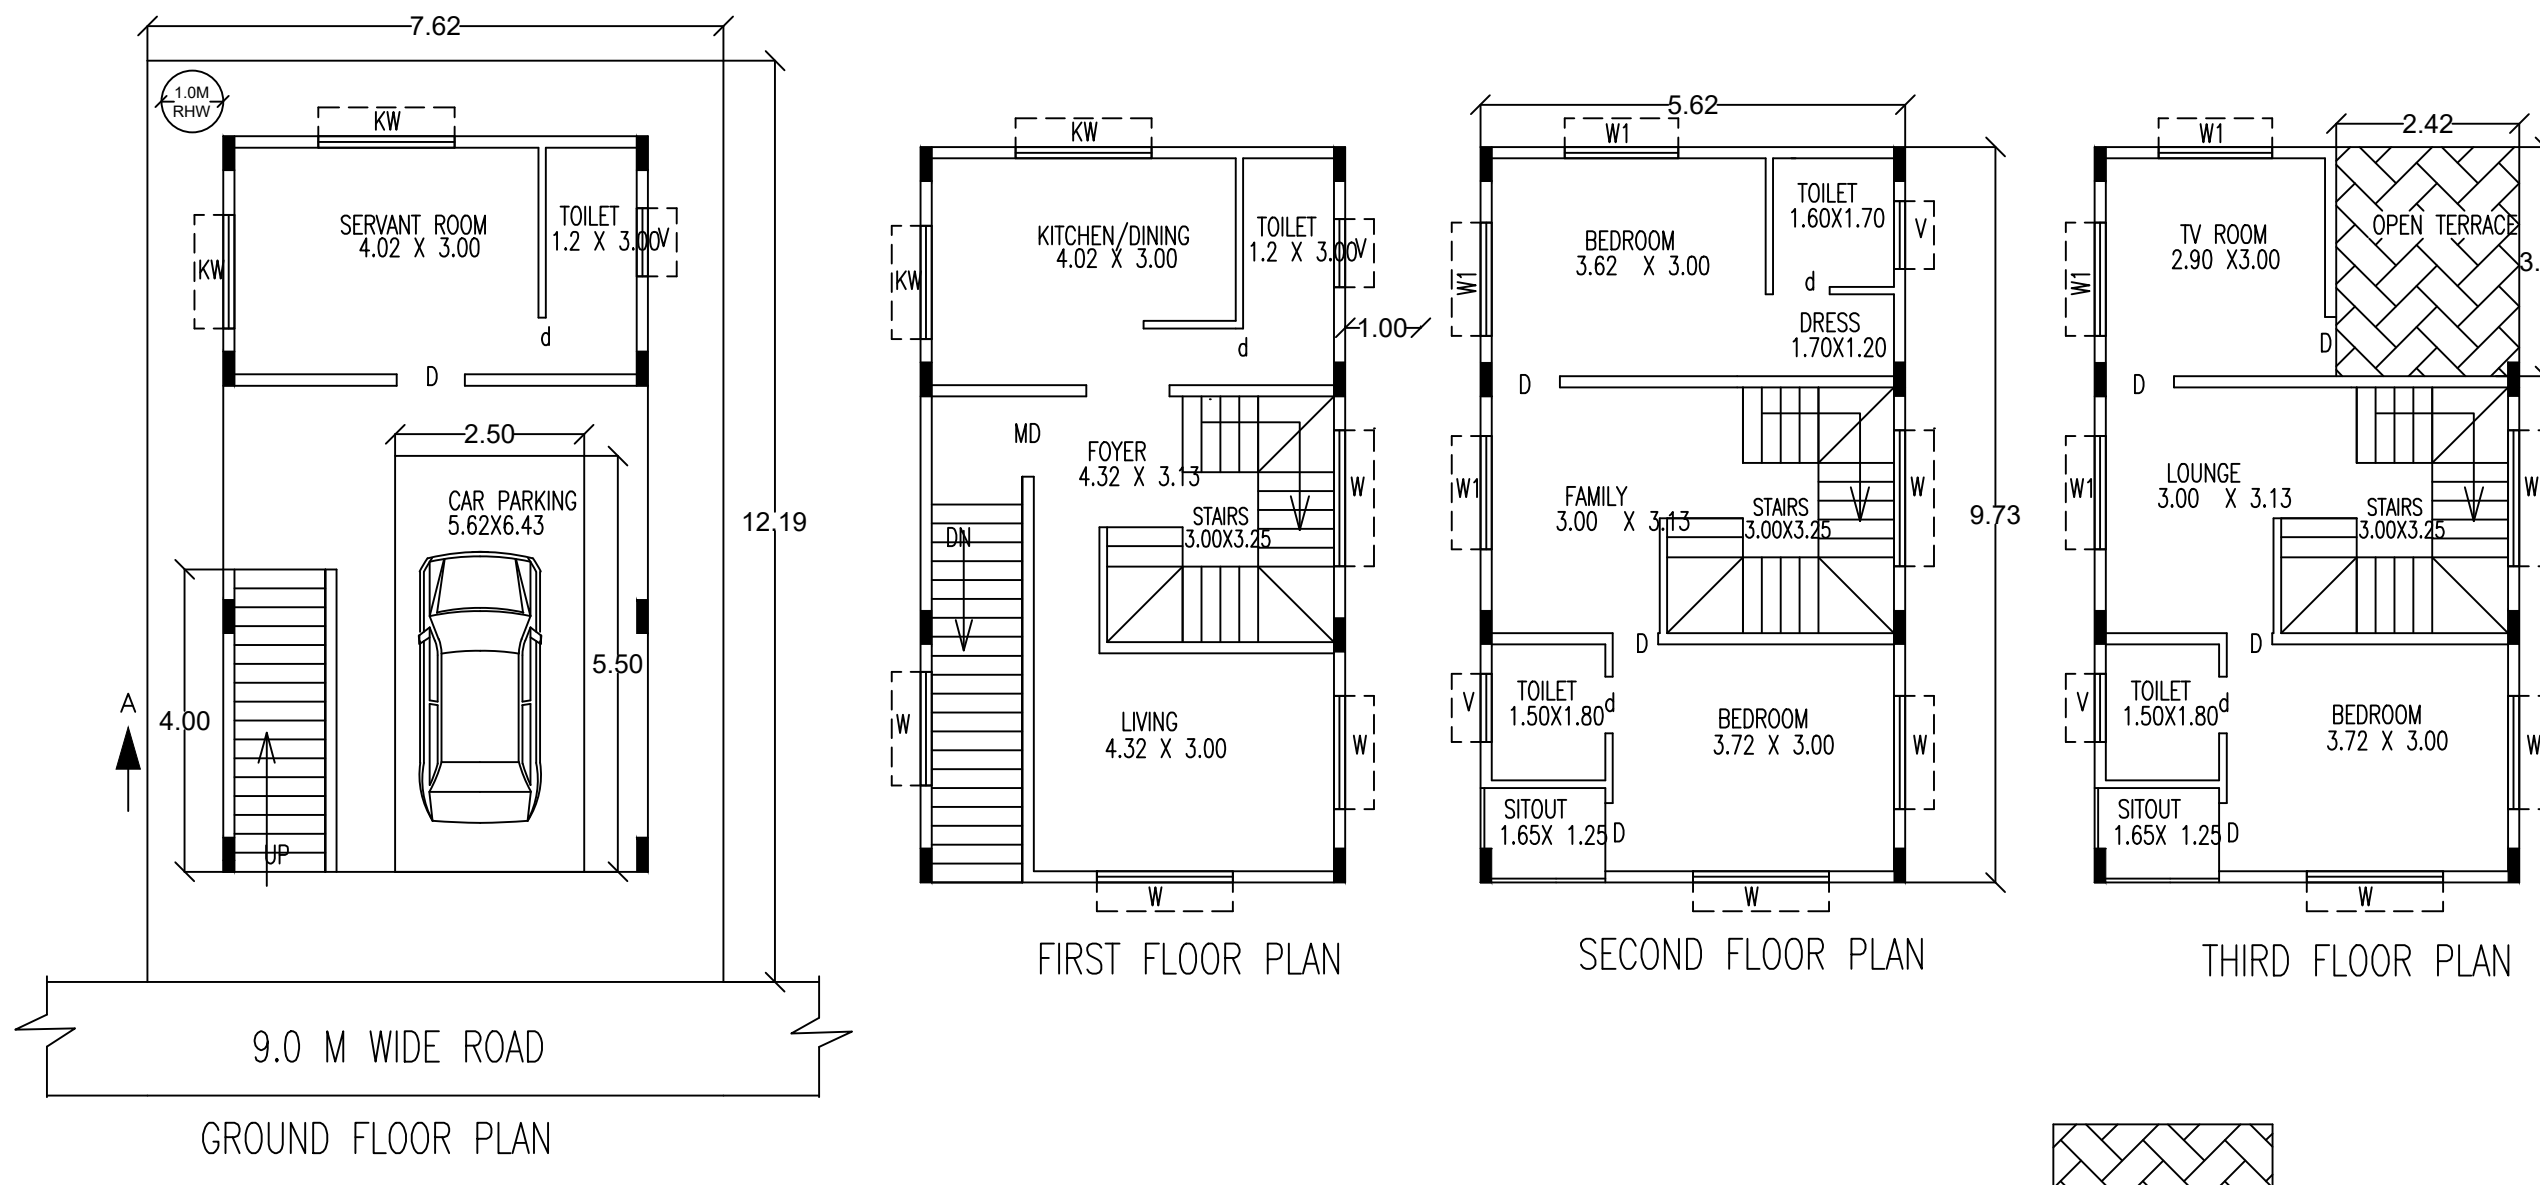 7.62
1.0M
RHW
KW
KW
SERVANT ROOM
4.02 X 3.00
TOILET
1.2 X 3.00
V
d
D
2.50
CAR PARKING
5.62X6.43
12.19
5.50
4.00
A
UP
9.0 M WIDE ROAD
GROUND FLOOR PLAN
KW
KW
KITCHEN/DINING
4.02 X 3.00
TOILET
1.2 X 3.00
V
1.00
d
MD
FOYER
4.32 X 3.13
W
STAIRS
3.00X3.25
DN
W
LIVING
4.32 X 3.00
W
W
FIRST FLOOR PLAN
5.62
W1
W1
BEDROOM
3.62 X 3.00
TOILET
1.60X1.70
V
d
DRESS
1.70X1.20
D
W1
FAMILY
3.00 X 3.13
STAIRS
3.00X3.25
W
9.73
D
V
TOILET
1.50X1.80
d
BEDROOM
3.72 X 3.00
W
SITOUT
1.65X 1.25
D
W
SECOND FLOOR PLAN
2.42
W1
W1
TV ROOM
2.90 X3.00
OPEN TERRACE
3.
D
D
W1
LOUNGE
3.00 X 3.13
STAIRS
3.00X3.25
W
D
V
TOILET
1.50X1.80
d
BEDROOM
3.72 X 3.00
W
SITOUT
1.65X 1.25
D
W
THIRD FLOOR PLAN